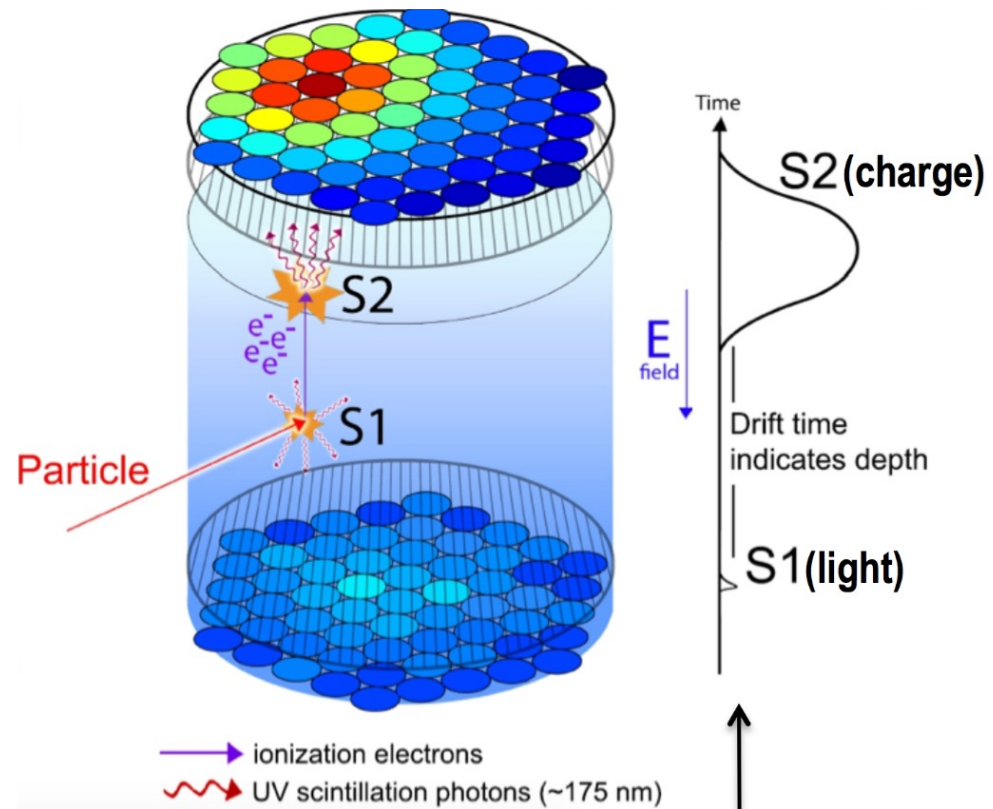 Time
S2 (charge)
S2
e-
e-
e-
e-
E
field
S1
Drift time
indicates depth
Particle
S1 (light)
ionization electrons
UV scintillation photons (~175 nm)